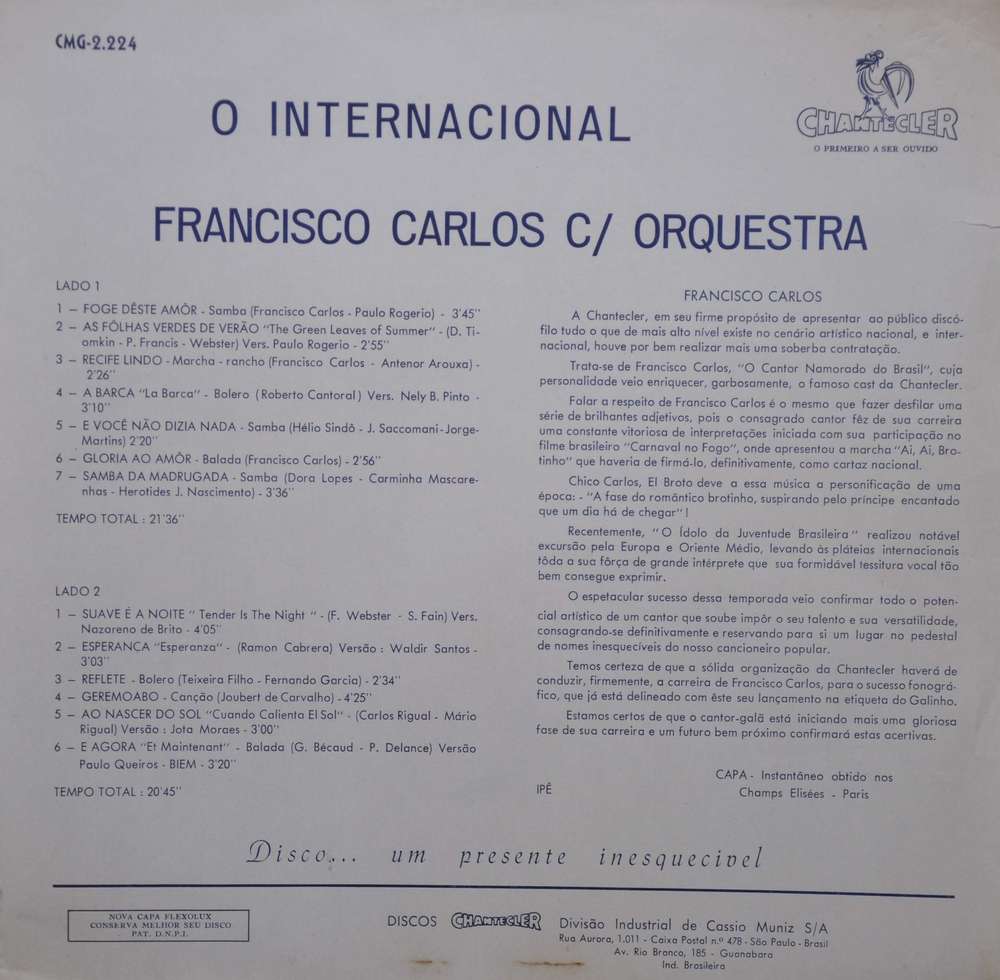 CMG-2.224
CHANTECLER
O PRIMEIRO A SER OUVIDO
O INTERNACIONAL
FRANCISCO CARLOS C/ ORQUESTRA
LADO 1
1 – FOGE DÊSTE AMÔR - Samba (Francisco Carlos - Paulo Rogerio) - 3'45"
2 – AS FÔLHAS VERDES DE VERÃO "The Green Leaves of Summer" - (D. Ti-
omkin - P. Francis - Webster) Vers. Paulo Rogerio - 2'55"
3 – RECIFE LINDO - Marcha - rancho (Francisco Carlos - Antenor Arouxa) -
2'26"
4 – A BARCA "La Barca" - Bolero (Roberto Cantoral) Vers. Nely B. Pinto -
3'10"
5 – E VOCÊ NÃO DIZIA NADA - Samba (Hélio Sindô - J. Saccomani-Jorge-
Martins) 2'20"
6 – GLORIA AO AMÔR - Balada (Francisco Carlos) - 2'56"
7 – SAMBA DA MADRUGADA - Samba (Dora Lopes - Carminha Mascare-
nhas - Herotides J. Nascimento) - 3'36"
TEMPO TOTAL : 21'36"
LADO 2
1 – SUAVE É A NOITE " Tender Is The Night " - (F. Webster - S. Fain) Vers.
Nazareno de Brito - 4'05"
2 – ESPERANCA "Esperanza" - (Ramon Cabrera) Versão : Waldir Santos -
3'03"
3 – REFLETE - Bolero (Teixeira Filho - Fernando Garcia) - 2'34"
4 – GEREMOABO - Canção (Joubert de Carvalho) - 4'25"
5 – AO NASCER DO SOL "Cuando Calienta El Sol" - (Carlos Rigual - Mário
Rigual) Versão : Jota Moraes - 3'00"
6 – E AGORA "Et Maintenant" - Balada (G. Bécaud - P. Delance) Versão
Paulo Queiros - BIEM - 3'20"
TEMPO TOTAL : 20'45"
FRANCISCO CARLOS
A Chantecler, em seu firme propósito de apresentar ao público discó-
filo tudo o que de mais alto nível existe no cenário artístico nacional, e inter-
nacional, houve por bem realizar mais uma soberba contratação.
Trata-se de Francisco Carlos, "O Cantor Namorado do Brasil", cuja
personalidade veio enriquecer, garbosamente, o famoso cast da Chantecler.
Falar a respeito de Francisco Carlos é o mesmo que fazer desfilar uma
série de brilhantes adjetivos, pois o consagrado cantor fêz de sua carreira
uma constante vitoriosa de interpretações iniciada com sua participação no
filme brasileiro "Carnaval no Fogo", onde apresentou a marcha "Ai, Ai, Bro-
tinho" que haveria de firmá-lo, definitivamente, como cartaz nacional.
Chico Carlos, El Broto deve a essa música a personificação de uma
época: - "A fase do romântico brotinho, suspirando pelo príncipe encantado
que um dia há de chegar" !
Recentemente, "O Ídolo da Juventude Brasileira" realizou notável
excursão pela Europa e Oriente Médio, levando às pláteias internacionais
tôda a sua fôrça de grande intérprete que sua formidável tessitura vocal tão
bem consegue exprimir.
O espetacular sucesso dessa temporada veio confirmar todo o poten-
cial artístico de um cantor que soube impôr o seu talento e sua versatilidade,
consagrando-se definitivamente e reservando para si um lugar no pedestal
de nomes inesquecíveis do nosso cancioneiro popular.
Temos certeza de que a sólida organização da Chantecler haverá de
conduzir, firmemente, a carreira de Francisco Carlos, para o sucesso fonográ-
fico, que já está delineado com êste seu lançamento na etiqueta do Galinho.
Estamos certos de que o cantor-galã está iniciando mais uma gloriosa
fase de sua carreira e um futuro bem próximo confirmará estas acertivas.
IPÊ
CAPA - Instantâneo obtido nos
Champs Elisées - Paris
Disco... um presente inesquecivel
NOVA CAPA FLEXOLUX
CONSERVA MELHOR SEU DISCO
PAT. D.N.P.I.
DISCOS CHANTECLER Divisão Industrial de Cassio Muniz S/A
Rua Aurora, 1.011 - Caixa Postal n.º 478 - São Paulo - Brasil
Av. Rio Branco, 185 - Guanabara
Ind. Brasileira